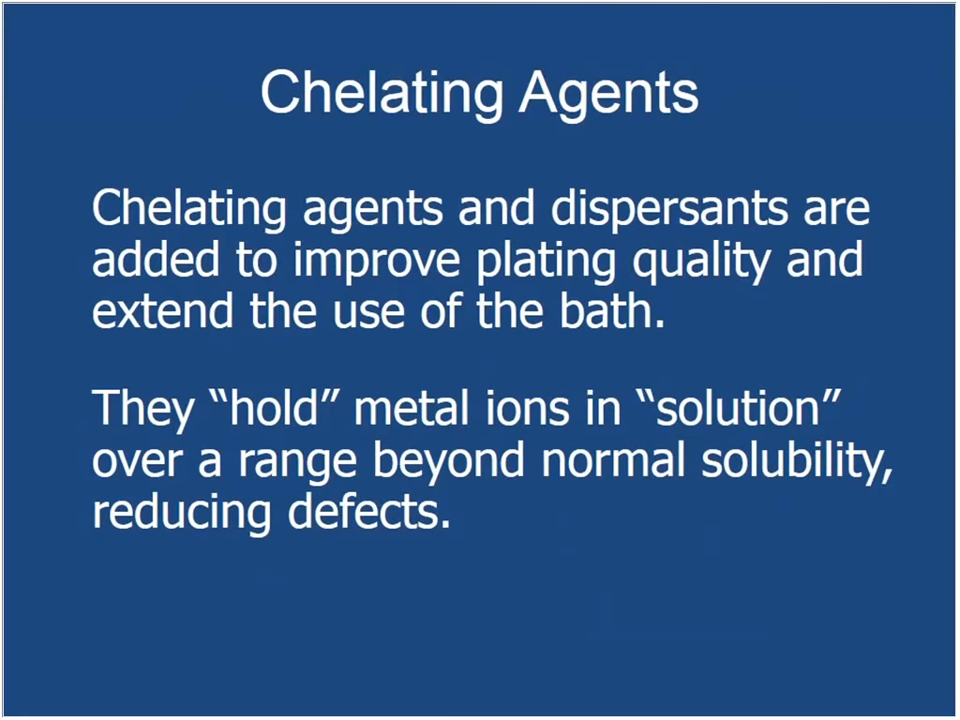 Chelating Agents
Chelating agents and dispersants are
added to improve plating quality and
extend the use of the bath.
They “hold” metal ions in “solution”
over a range beyond normal solubility,
reducing defects.